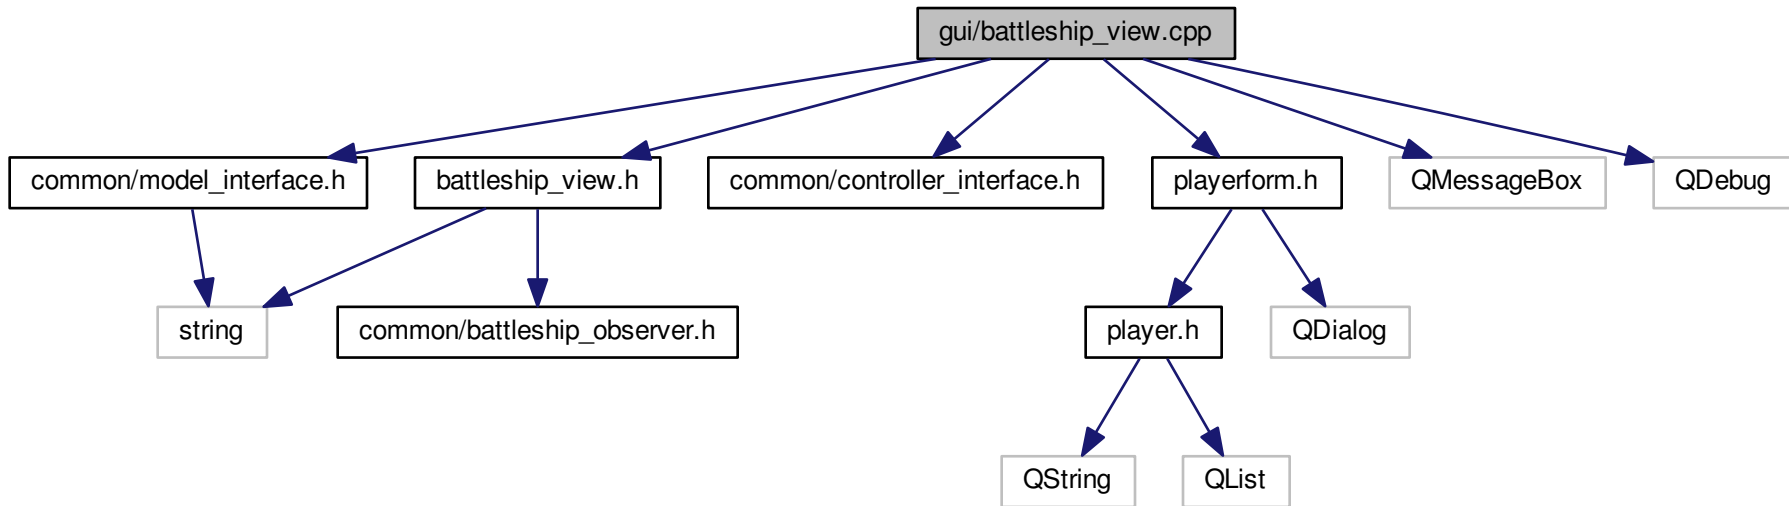 gui/battleship_view.cpp
common/model_interface.h
battleship_view.h
common/controller_interface.h
playerform.h
QMessageBox
QDebug
string
common/battleship_observer.h
player.h
QDialog
QString
QList